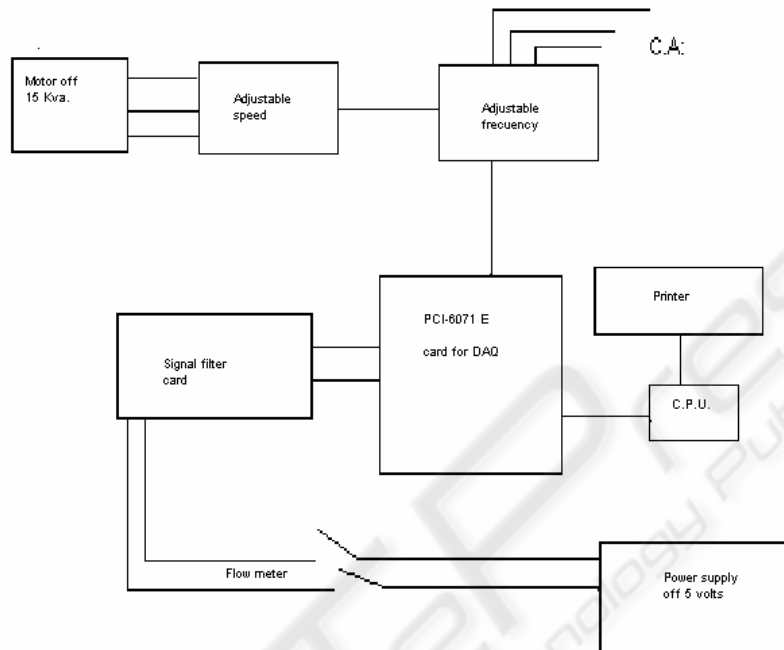 C.A:
Motor off
15 Kva.
Adjustable
speed
Adjustable
frecuency
PCI-6071 E
card for DAQ
Printer
Signal filter
card
C.P.U.
Flow meter
Power supply
off 5 volts